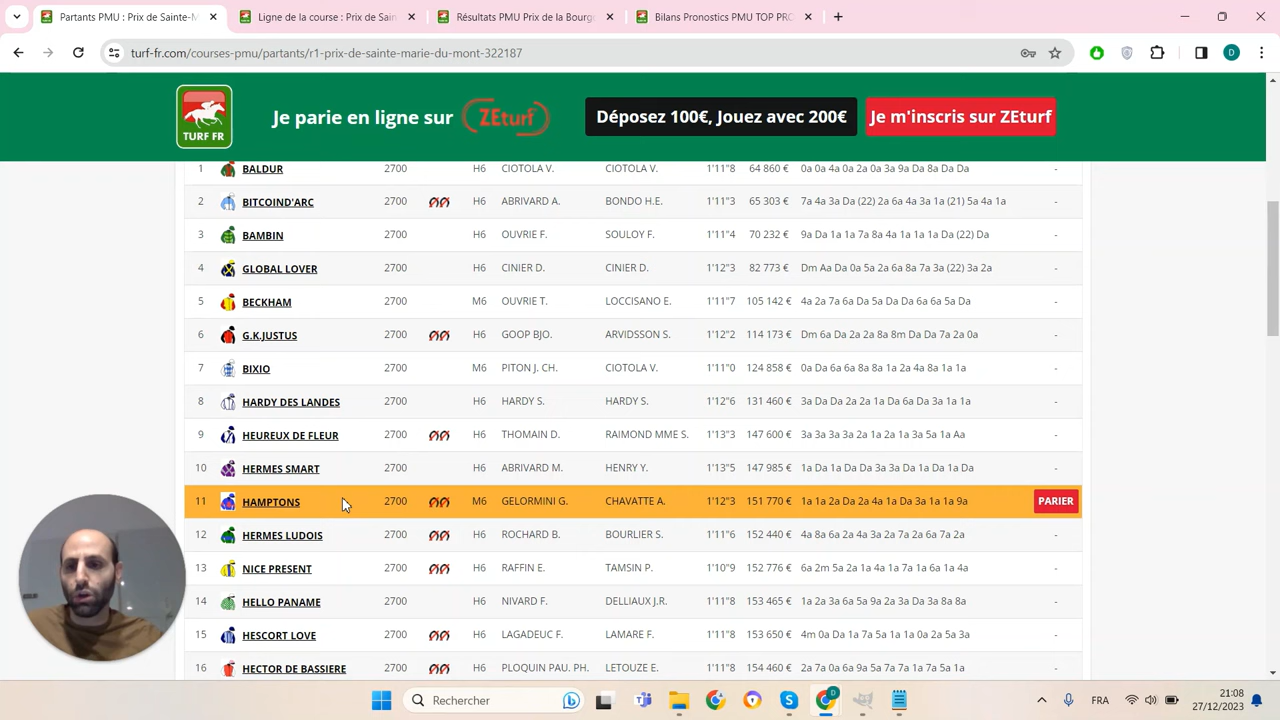 Partants PMU : Prix de Sainte-M
Ligne de la course : Prix de Sain
Résultats PMU Prix de la Bourg
Bilans Pronostics PMU TOP PRO
turf-fr.com/courses-pmu/partants/r1-prix-de-sainte-marie-du-mont-322187
D
TURF FR
Je parie en ligne sur ZEturf
Déposez 100€, Jouez avec 200€
Je m'inscris sur ZEturf
1 BALDUR 2700 H6 CIOTOLA V. CIOTOLA V. 1'11"8 64 860 € 0a 0a 4a 0a 2a 0a 3a 9a Da 8a Da Da -
2 BITCOIND'ARC 2700 H6 ABRIVARD A. BONDO H.E. 1'11"3 65 303 € 7a 4a 3a Da (22) 2a 6a 4a 3a 1a (21) 5a 4a 1a -
3 BAMBIN 2700 H6 OUVRIE F. SOULOY F. 1'11"4 70 232 € 9a Da 1a 1a 7a 8a 4a 1a 1a 1a Da (22) Da -
4 GLOBAL LOVER 2700 H6 CINIER D. CINIER D. 1'12"3 82 773 € Dm Aa Da 0a 5a 2a 6a 8a 7a 3a (22) 3a 2a -
5 BECKHAM 2700 M6 OUVRIE T. LOCCISANO E. 1'11"7 105 142 € 4a 2a 7a 6a Da 5a Da Da 6a 9a 5a Da -
6 G.K.JUSTUS 2700 H6 GOOP BJO. ARVIDSSON S. 1'12"2 114 173 € Dm 6a Da 2a 2a 8a 8m Da Da 7a 2a 0a -
7 BIXIO 2700 M6 PITON J. CH. CIOTOLA V. 1'11"0 124 858 € 0a Da 6a 6a 8a 8a 1a 2a 4a 8a 1a 1a -
8 HARDY DES LANDES 2700 H6 HARDY S. HARDY S. 1'12"6 131 460 € 3a Da Da 2a 2a 1a Da 6a Da 3a 1a 1a -
9 HEUREUX DE FLEUR 2700 H6 THOMAIN D. RAIMOND MME S. 1'13"3 147 600 € 3a 3a 3a 3a 2a 1a 2a 1a 3a 5a 1a Aa -
10 HERMES SMART 2700 H6 ABRIVARD M. HENRY Y. 1'13"5 147 985 € 1a Da 1a Da Da 3a 3a Da 1a Da 1a Da -
11 HAMPTONS 2700 M6 GELORMINI G. CHAVATTE A. 1'12"3 151 770 € 1a 1a 2a Da 2a 4a 1a Da 3a 1a 1a 9a PARIER
12 HERMES LUDOIS 2700 H6 ROCHARD B. BOURLIER S. 1'11"6 152 440 € 4a 8a 6a 2a 4a 3a 2a 7a 2a 6a 7a 2a -
13 NICE PRESENT 2700 H6 RAFFIN E. TAMSIN P. 1'10"9 152 776 € 6a 2m 5a 2a 1a 4a 1a 7a 1a 6a 1a 4a -
14 HELLO PANAME 2700 H6 NIVARD F. DELLIAUX J.R. 1'11"9 153 465 € 1a 2a 3a 6a 5a 9a 2a 3a Da 3a 8a 8a -
15 HESCORT LOVE 2700 H6 LAGADEUC F. LAMARE F. 1'11"8 153 650 € 4m 0a Da 1a 7a 5a 1a 1a 0a 2a 5a 3a -
16 HECTOR DE BASSIERE 2700 H6 PLOQUIN PAU. PH. LETOUZE E. 1'11"8 154 460 € 2a 7a 0a 6a 9a 5a 7a 7a 1a 7a 5a 1a -
Rechercher
FRA
21:08
27/12/2023